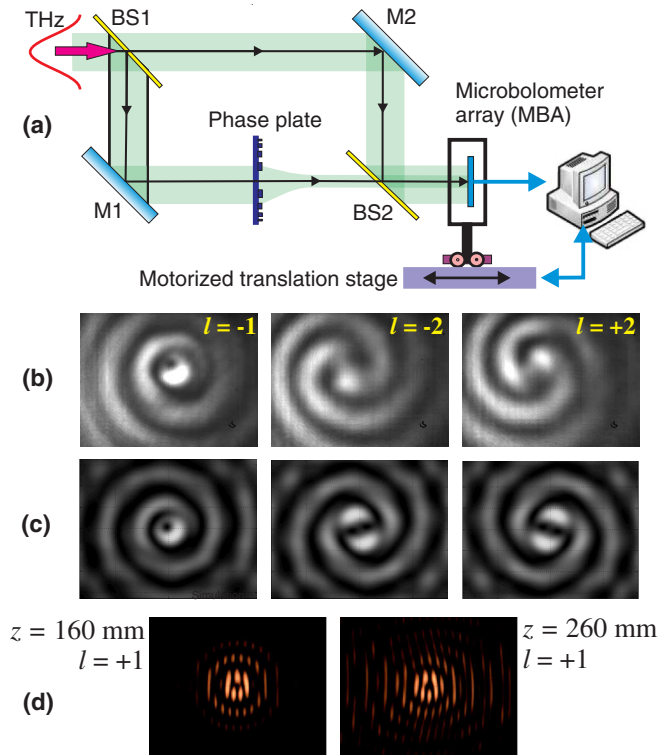 THz
BS1
M2
Microbolometer
array (MBA)
(a)
Phase plate
M1
BS2
Motorized translation stage
l = -1
l = -2
l = +2
(b)
(c)
Simulation
z = 160 mm
l = +1
z = 260 mm
l = +1
(d)